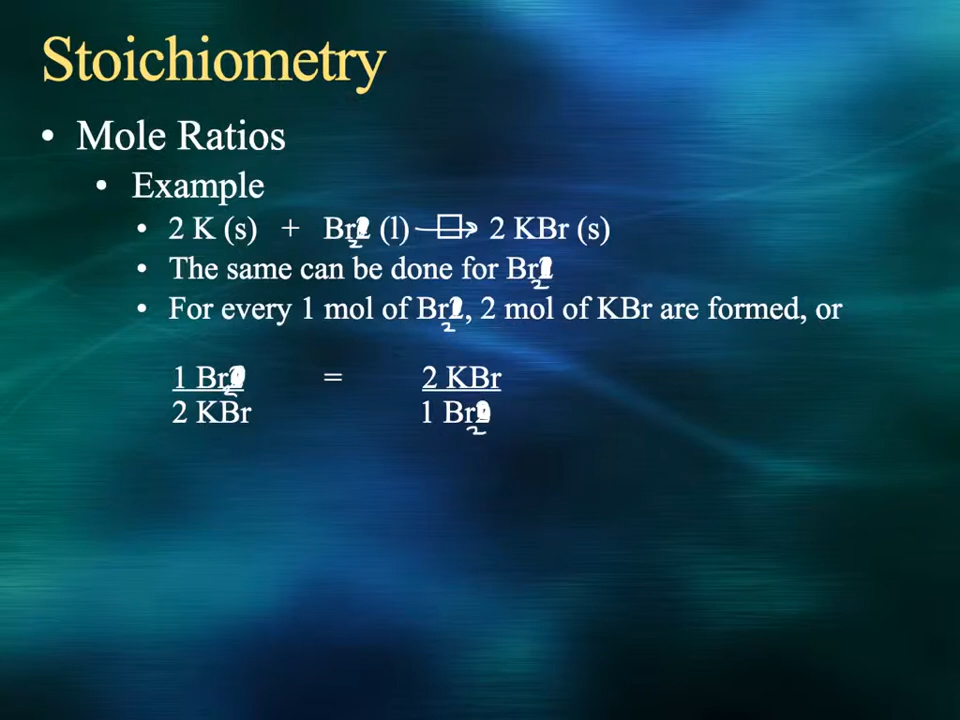 Stoichiometry
• Mole Ratios
• Example
• 2 K (s) + Br2 (l) → 2 KBr (s)
• The same can be done for Br2
• For every 1 mol of Br2, 2 mol of KBr are formed, or
1 Br2 = 2 KBr
2 KBr 1 Br2